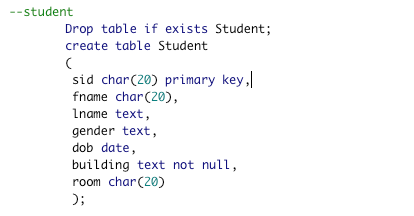 --student
Drop table if exists Student;
create table Student
(
sid char(20) primary key,
fname char(20),
lname text,
gender text,
dob date,
building text not null,
room char(20)
);